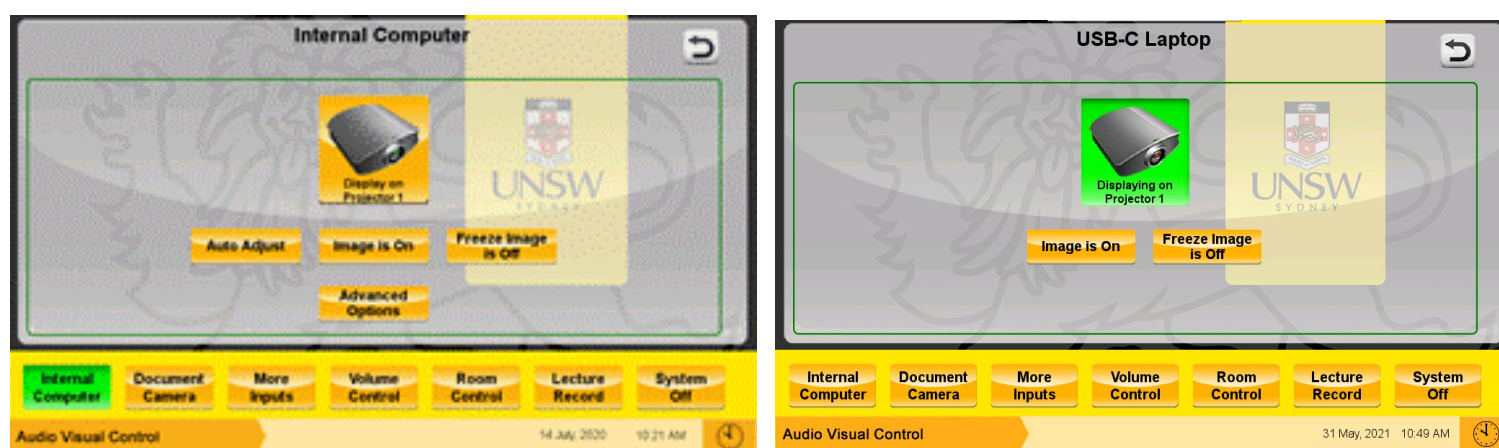 Internal Computer
Display on
Projector 1
UNSW
SYDNEY
Auto Adjust
Image is On
Freeze Image
is Off
Advanced
Options
Internal
Computer
Document
Camera
More
Inputs
Volume
Control
Room
Control
Lecture
Record
System
Off
Audio Visual Control
14 July, 2020
10:21 AM
USB-C Laptop
Displaying on
Projector 1
UNSW
SYDNEY
Image is On
Freeze Image
is Off
Internal
Computer
Document
Camera
More
Inputs
Volume
Control
Room
Control
Lecture
Record
System
Off
Audio Visual Control
31 May, 2021
10:49 AM